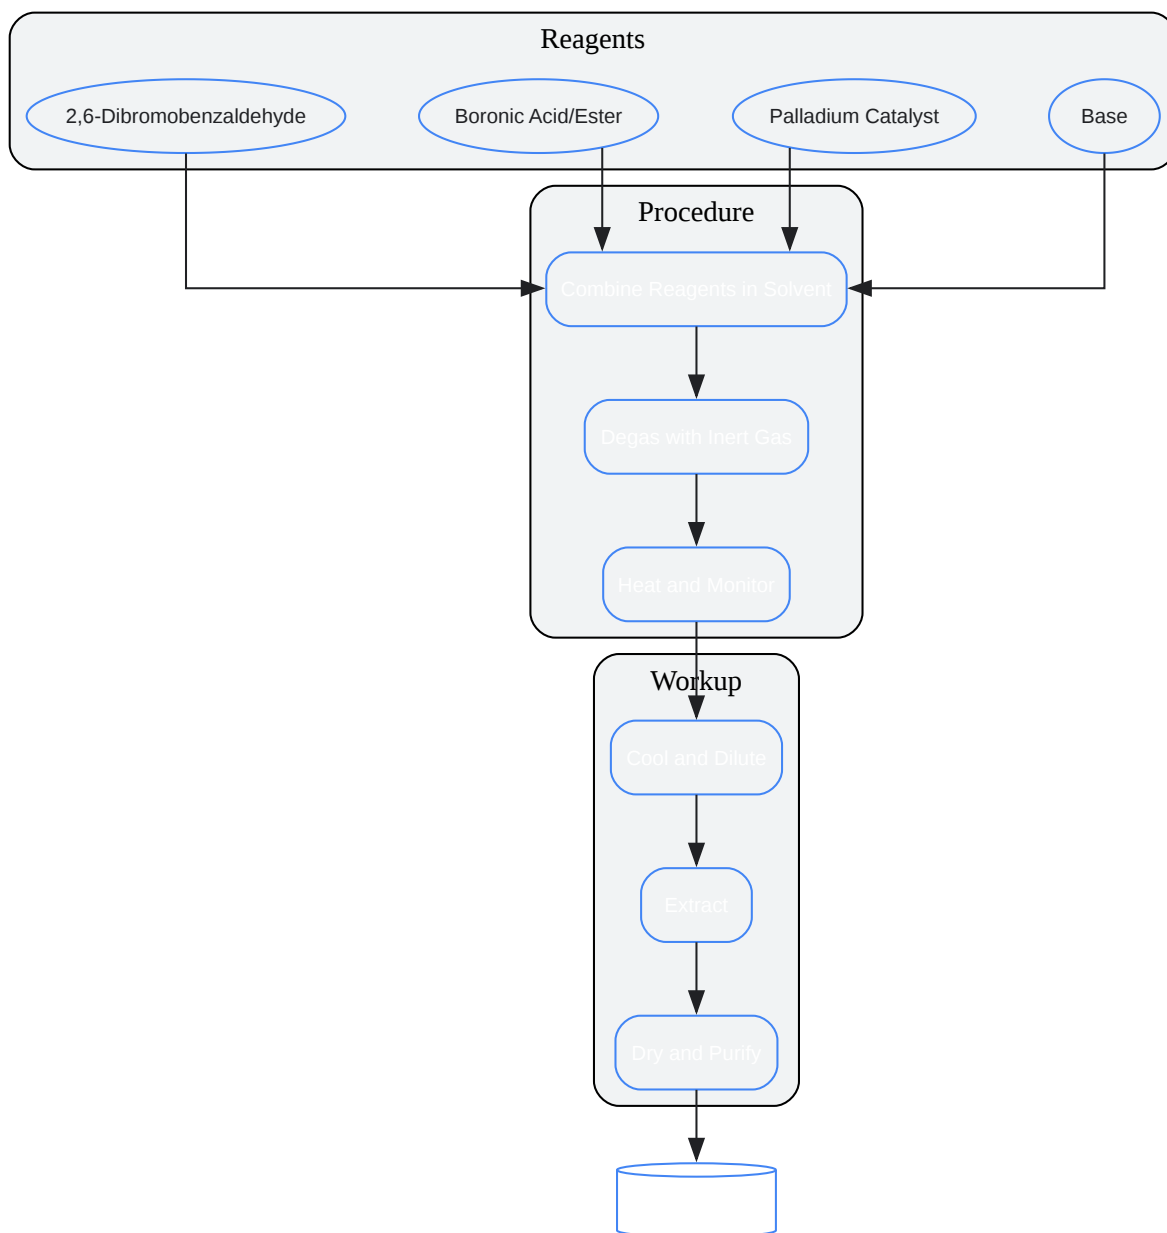 Reagents
2,6-Dibromobenzaldehyde
Boronic Acid/Ester
Palladium Catalyst
Base
Procedure
Combine Reagents in Solvent
Degas with Inert Gas
Heat and Monitor
Workup
Cool and Dilute
Extract
Dry and Purify